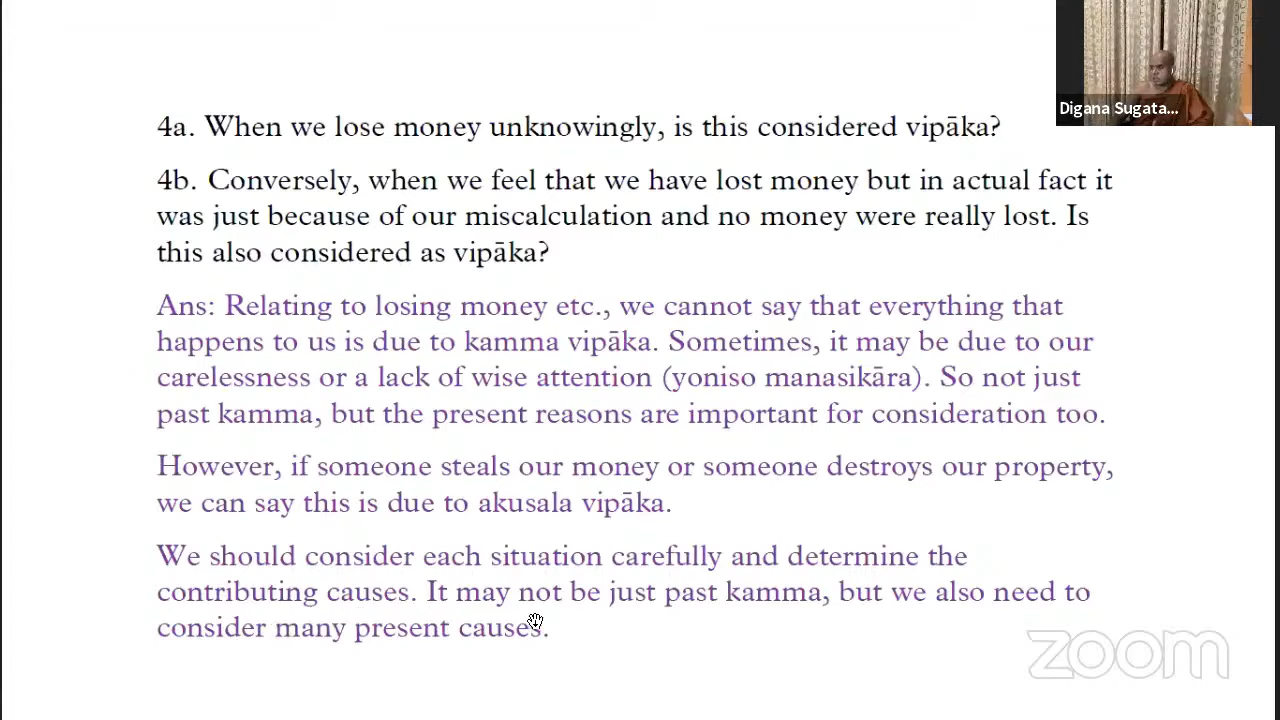 Digana Sugata...
4a. When we lose money unknowingly, is this considered vipāka?
4b. Conversely, when we feel that we have lost money but in actual fact it
was just because of our miscalculation and no money were really lost. Is
this also considered as vipāka?
Ans: Relating to losing money etc., we cannot say that everything that
happens to us is due to kamma vipāka. Sometimes, it may be due to our
carelessness or a lack of wise attention (yoniso manasikāra). So not just
past kamma, but the present reasons are important for consideration too.
However, if someone steals our money or someone destroys our property,
we can say this is due to akusala vipāka.
We should consider each situation carefully and determine the
contributing causes. It may not be just past kamma, but we also need to
consider many present causes.
zoom